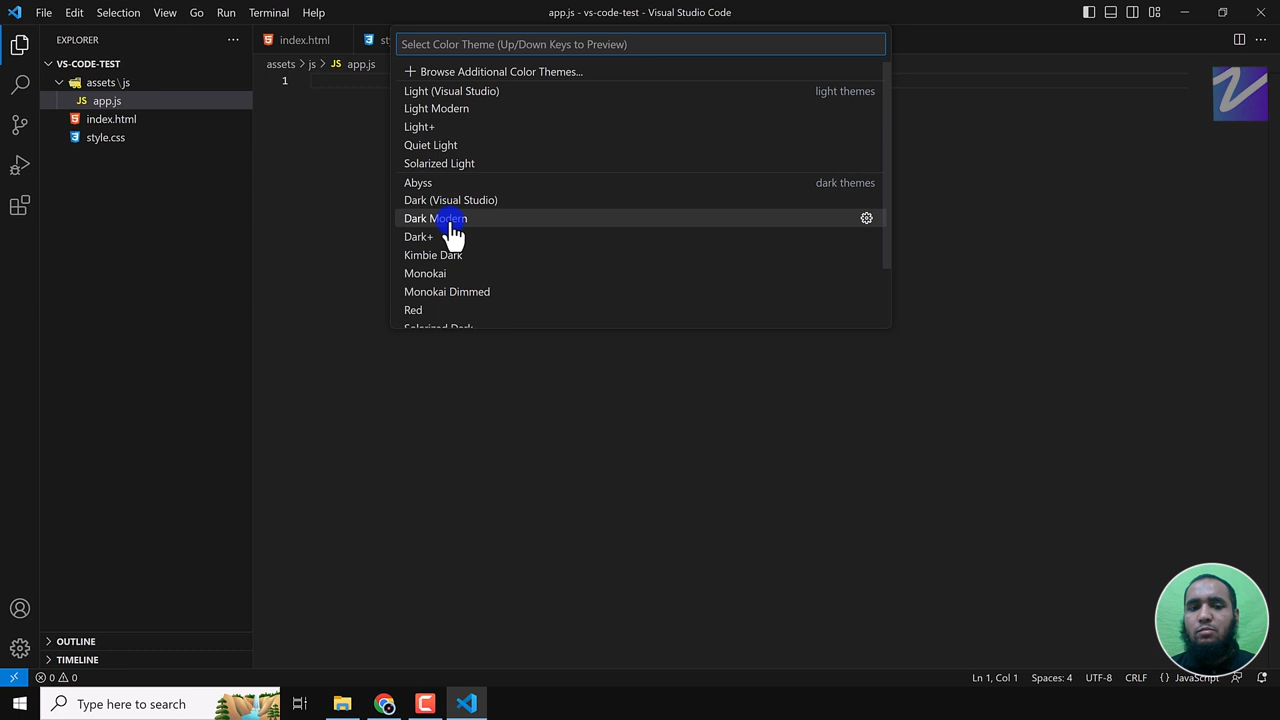 File Edit Selection View Go Run Terminal Help
app.js - vs-code-test - Visual Studio Code
EXPLORER
VS-CODE-TEST
assets\js
JS app.js
index.html
style.css
OUTLINE
TIMELINE
index.html
assets > js > JS app.js
1
Select Color Theme (Up/Down Keys to Preview)
Browse Additional Color Themes...
Light (Visual Studio) light themes
Light Modern
Light+
Quiet Light
Solarized Light
Abyss dark themes
Dark (Visual Studio)
Dark Modern
Dark+
Kimbie Dark
Monokai
Monokai Dimmed
Red
Solarized Dark
0 0
Ln 1, Col 1 Spaces: 4 UTF-8 CRLF {} JavaScript
Type here to search